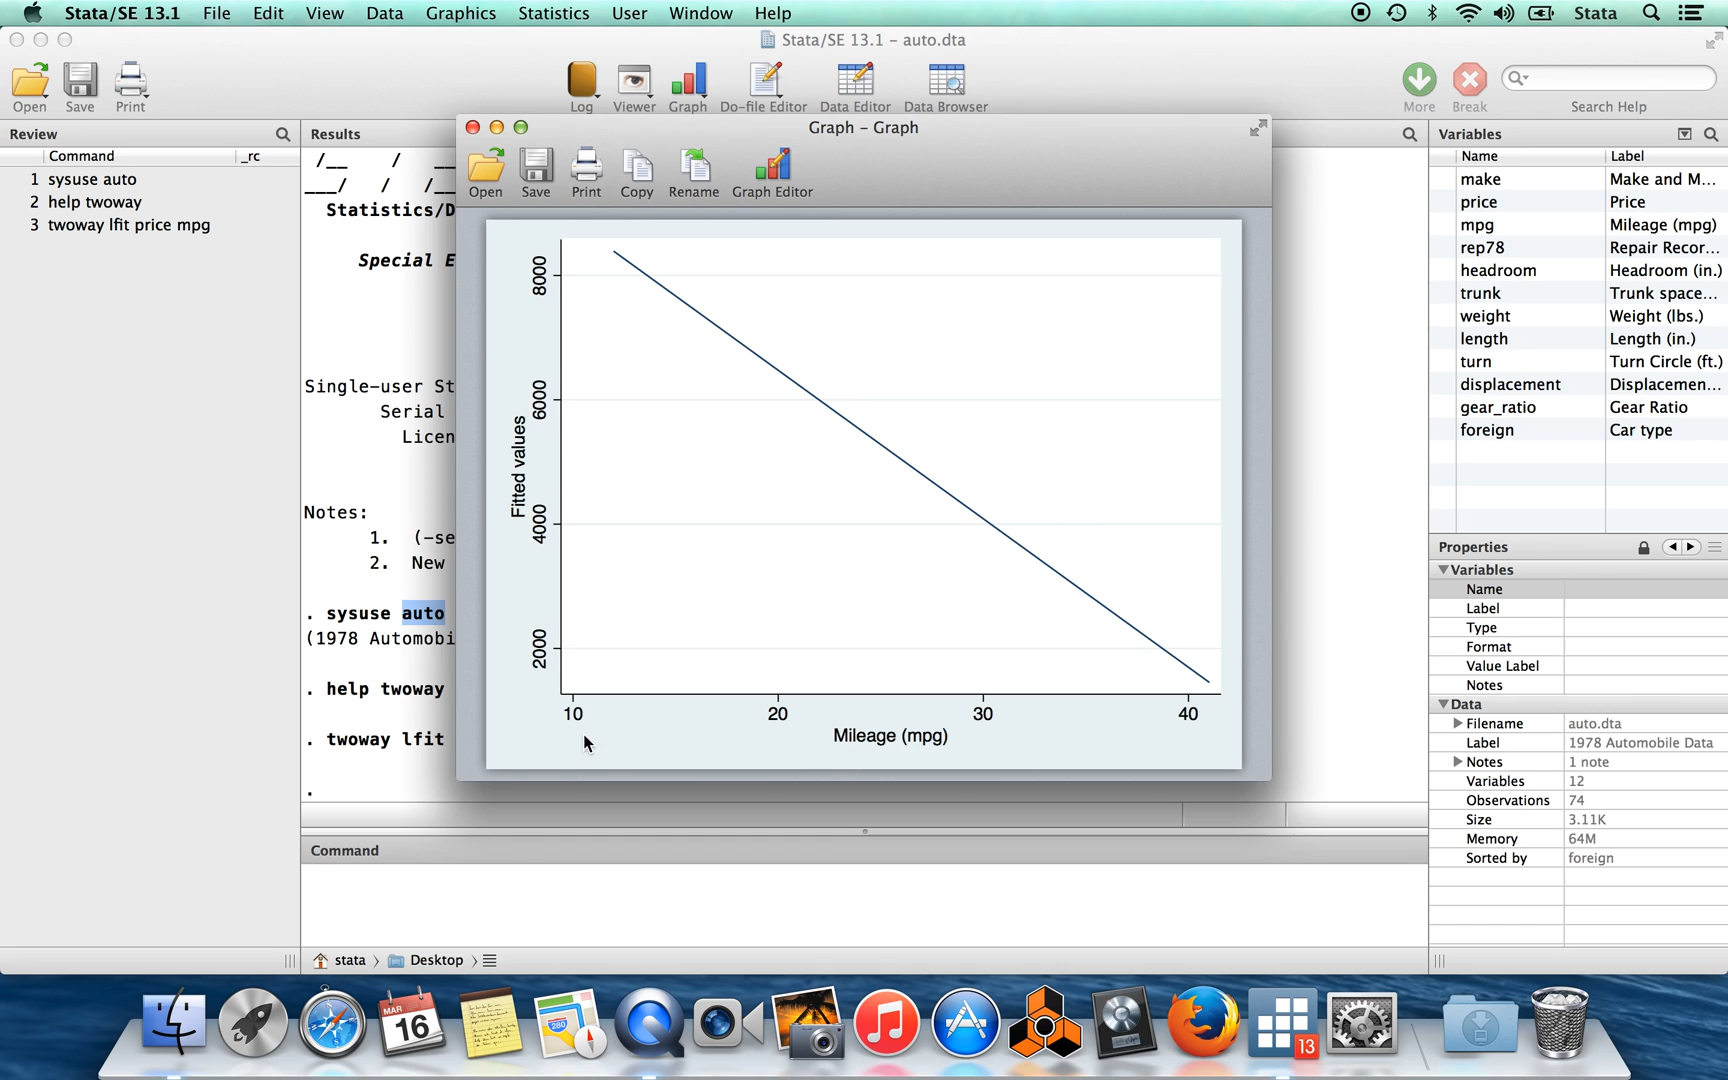 Stata/SE 13.1 File Edit View Data Graphics Statistics User Window Help Stata
Stata/SE 13.1 – auto.dta
Open Save Print Log Viewer Graph Do-file Editor Data Editor Data Browser More Break Search Help
Review
Command _rc
1 sysuse auto
2 help twoway
3 twoway lfit price mpg
Results
/__ / __
___/ / /__
Statistics/D
Special E
Single-user St
Serial
Licen
Notes:
1. (-se
2. New
. sysuse auto
(1978 Automobi
. help twoway
. twoway lfit
.
Graph – Graph
Open Save Print Copy Rename Graph Editor
Fitted values
8000
6000
4000
2000
10 20 30 40
Mileage (mpg)
Command
stata Desktop
Variables
Name Label
make Make and M...
price Price
mpg Mileage (mpg)
rep78 Repair Recor...
headroom Headroom (in.)
trunk Trunk space...
weight Weight (lbs.)
length Length (in.)
turn Turn Circle (ft.)
displacement Displacemen...
gear_ratio Gear Ratio
foreign Car type
Properties
Variables
Name
Label
Type
Format
Value Label
Notes
Data
Filename auto.dta
Label 1978 Automobile Data
Notes 1 note
Variables 12
Observations 74
Size 3.11K
Memory 64M
Sorted by foreign
MAR
16
280
13